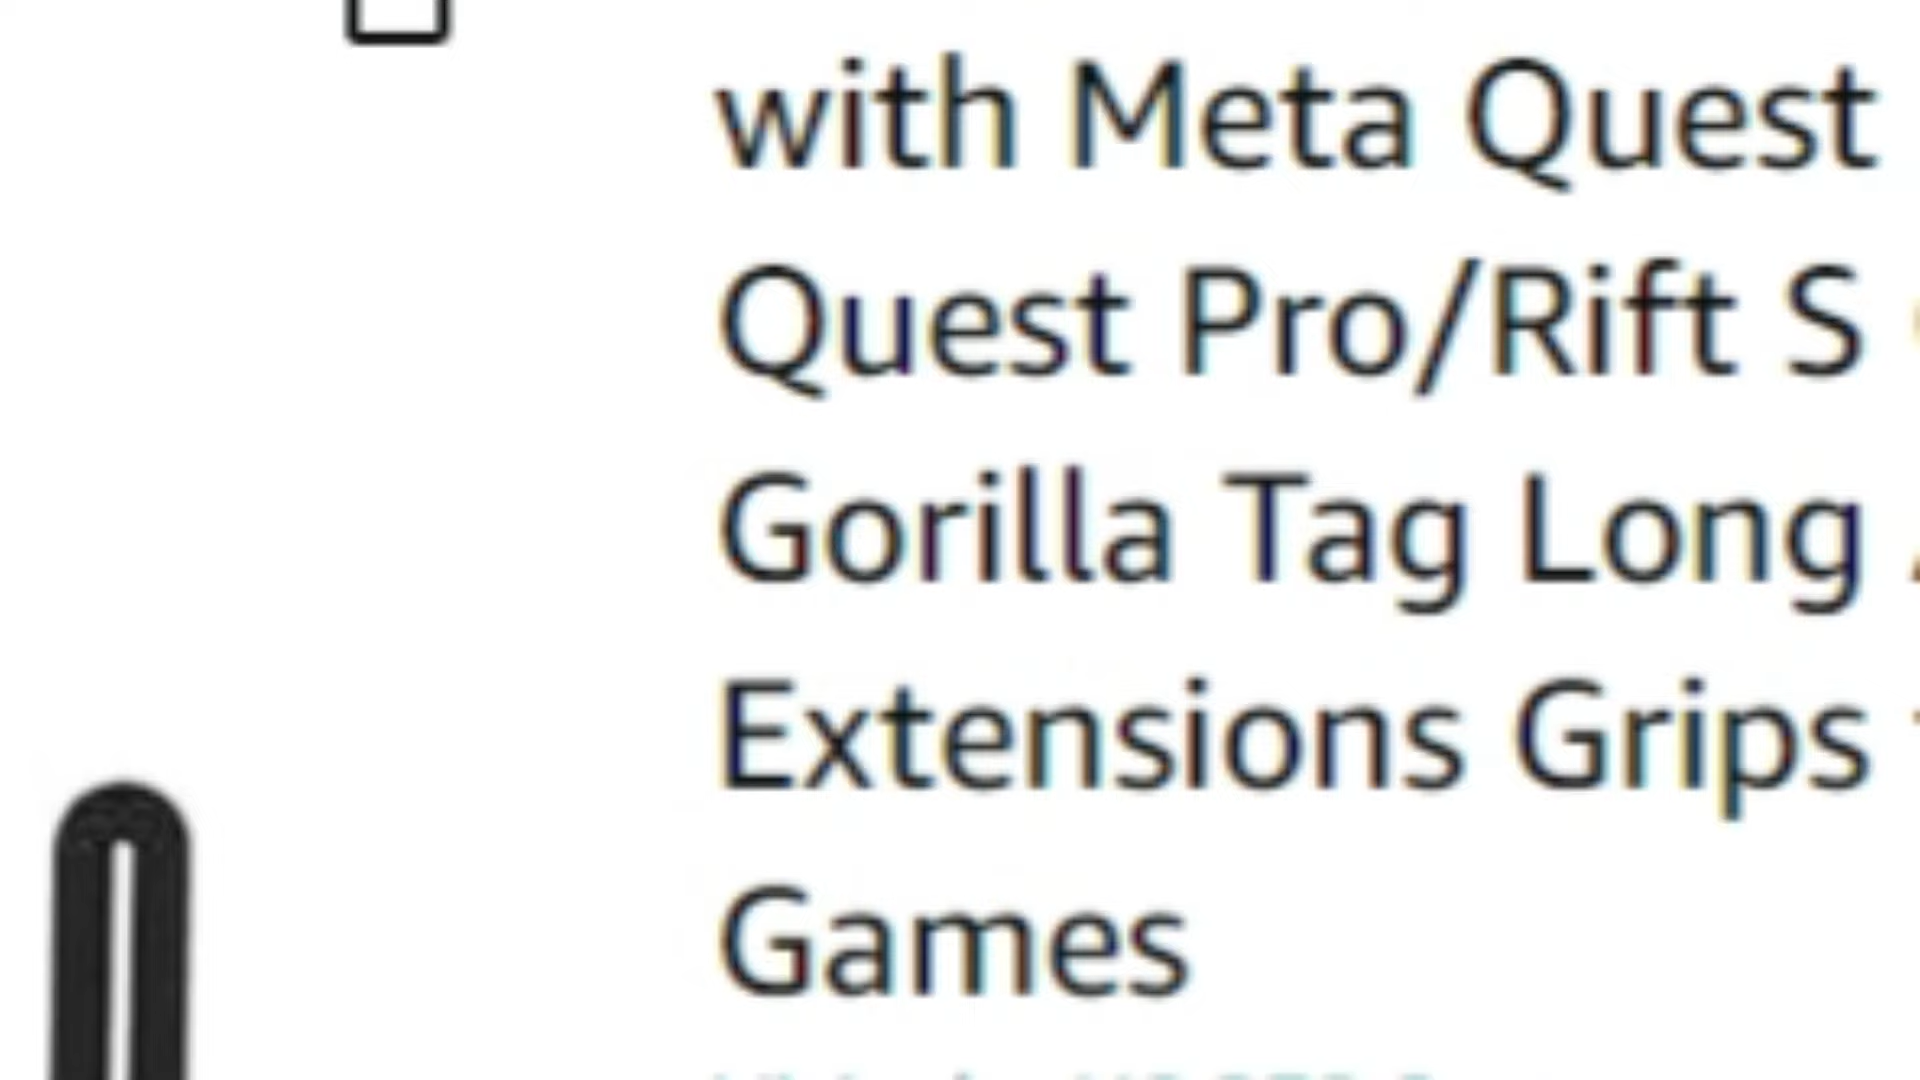 with Meta Quest
Quest Pro/Rift S
Gorilla Tag Long
Extensions Grips
Games